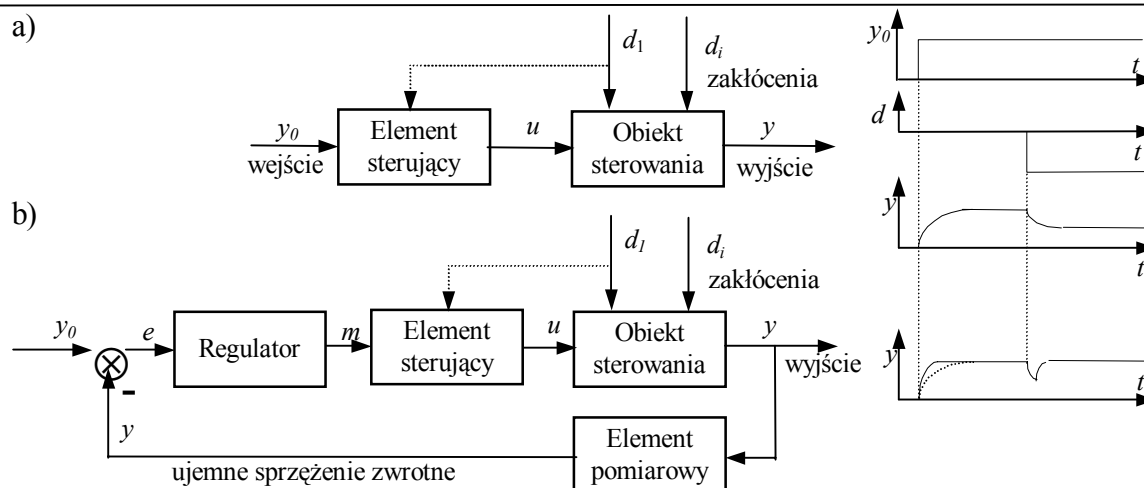 a)
d₁
dᵢ
zakłócenia
y₀
wejście
Element
sterujący
u
Obiekt
sterowania
y
wyjście
y₀
t
d
t
y
t
b)
d₁
dᵢ
zakłócenia
y₀
e
Regulator
m
Element
sterujący
u
Obiekt
sterowania
y
wyjście
-
y
ujemne sprzężenie zwrotne
Element
pomiarowy
y
t